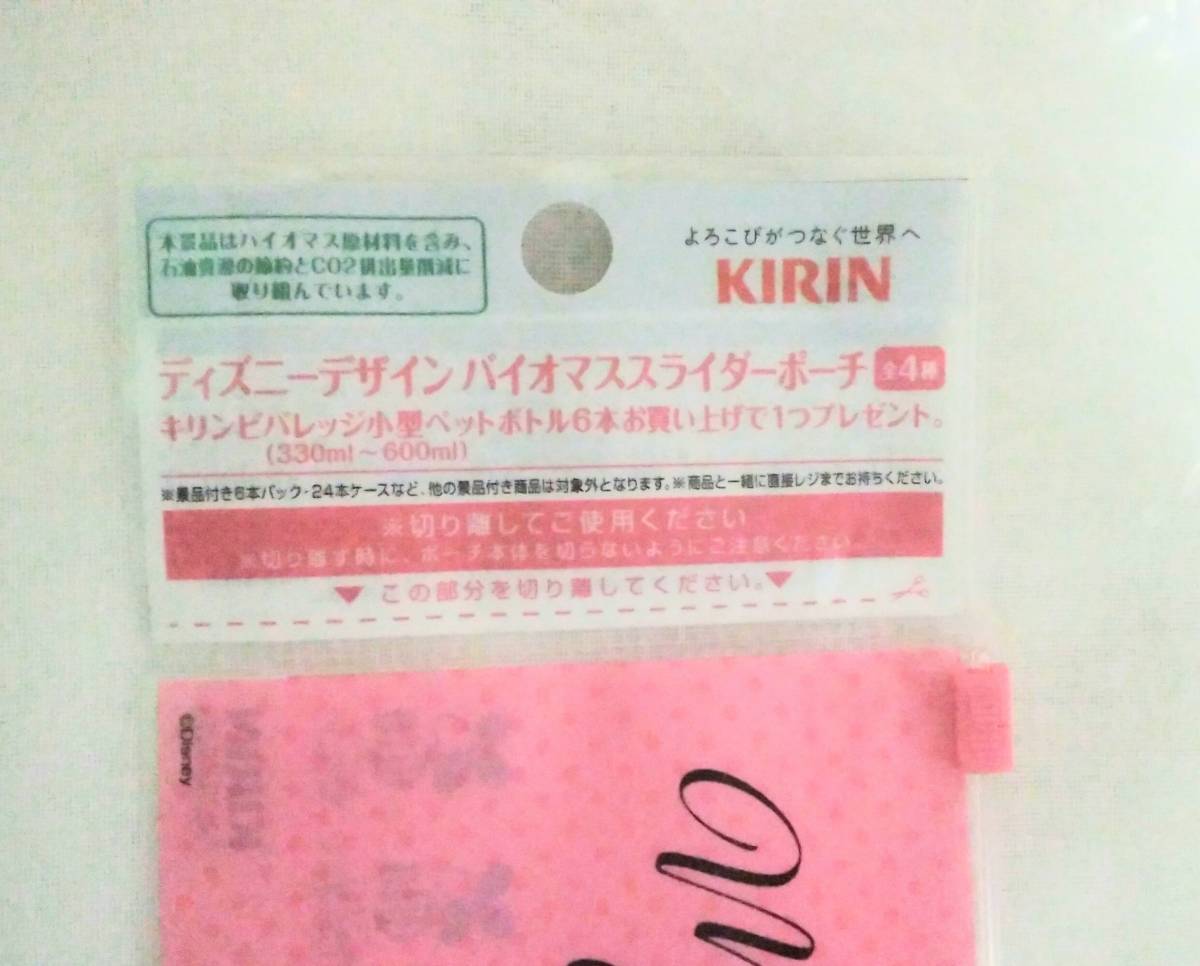 本景品はバイオマス原材料を含み、
石油資源の節約とCO2排出量削減に
取り組んでいます。
よろこびがつなぐ世界へ
KIRIN
ディズニーデザイン バイオマススライダーポーチ 全4種
キリンビバレッジ小型ペットボトル6本お買い上げで1つプレゼント。
(330ml～600ml)
※景品付き6本パック・24本ケースなど、他の景品付き商品は対象外となります。※商品と一緒に直接レジまでお持ちください。
※切り離してご使用ください
※切り離す時に、ポーチ本体を切らないようにご注意ください
▼ この部分を切り離してください。▼
©Disney